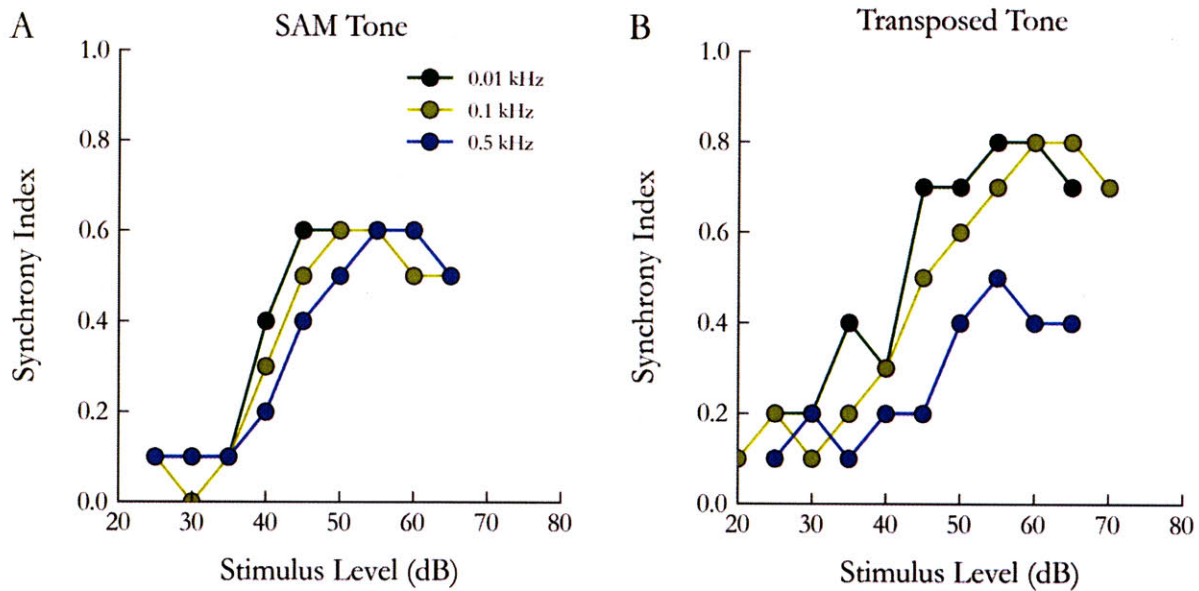 A
SAM Tone
1.0
0.8
0.6
0.4
0.2
0.0
Synchrony Index
0.01 kHz
0.1 kHz
0.5 kHz
20 30 40 50 60 70 80
Stimulus Level (dB)
B
Transposed Tone
1.0
0.8
0.6
0.4
0.2
0.0
Synchrony Index
20 30 40 50 60 70 80
Stimulus Level (dB)